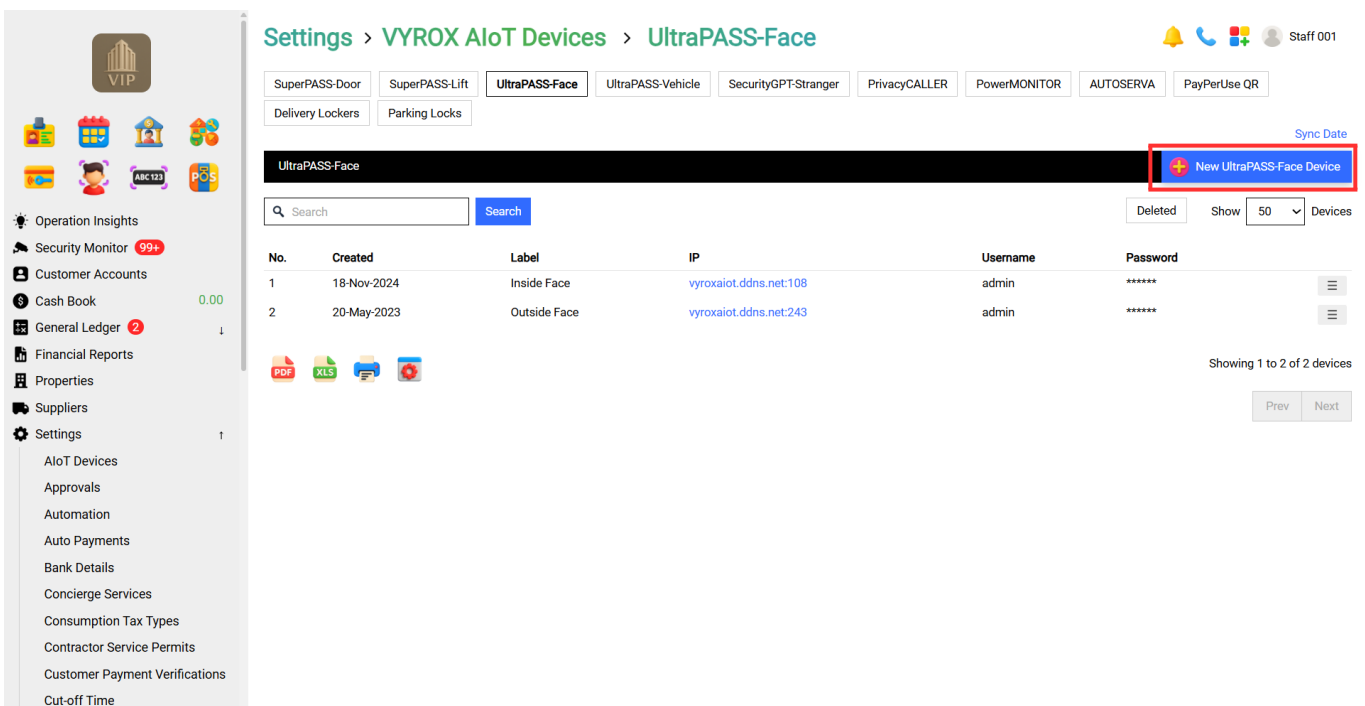 VIP
ABC 123
POS
Operation Insights
Security Monitor 99+
Customer Accounts
Cash Book 0.00
General Ledger 2 ↓
Financial Reports
Properties
Suppliers
Settings ↑
AIoT Devices
Approvals
Automation
Auto Payments
Bank Details
Concierge Services
Consumption Tax Types
Contractor Service Permits
Customer Payment Verifications
Cut-off Time
Settings > VYROX AIoT Devices > UltraPASS-Face
Staff 001
SuperPASS-Door SuperPASS-Lift UltraPASS-Face UltraPASS-Vehicle SecurityGPT-Stranger PrivacyCALLER PowerMONITOR AUTOSERVA PayPerUse QR
Delivery Lockers Parking Locks
Sync Date
UltraPASS-Face New UltraPASS-Face Device
Search Search Deleted Show 50 Devices
No. Created Label IP Username Password
1 18-Nov-2024 Inside Face vyroxaiot.ddns.net:108 admin ******
2 20-May-2023 Outside Face vyroxaiot.ddns.net:243 admin ******
PDF XLS
Showing 1 to 2 of 2 devices
Prev Next